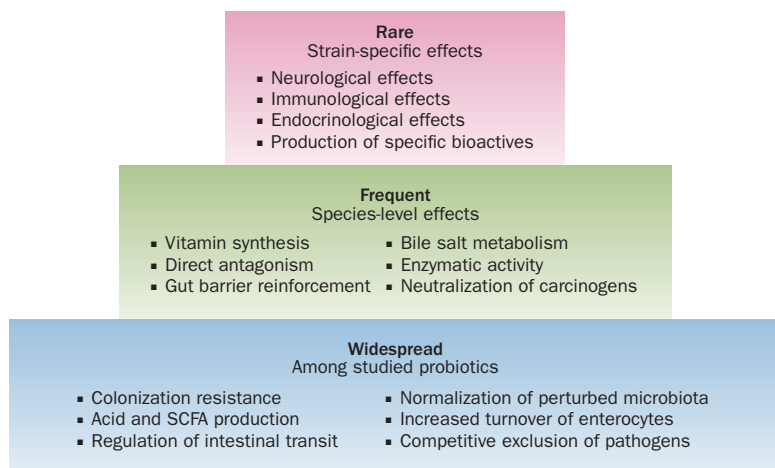 Rare
Strain-specific effects
▪ Neurological effects
▪ Immunological effects
▪ Endocrinological effects
▪ Production of specific bioactives
Frequent
Species-level effects
▪ Vitamin synthesis
▪ Direct antagonism
▪ Gut barrier reinforcement
▪ Bile salt metabolism
▪ Enzymatic activity
▪ Neutralization of carcinogens
Widespread
Among studied probiotics
▪ Colonization resistance
▪ Acid and SCFA production
▪ Regulation of intestinal transit
▪ Normalization of perturbed microbiota
▪ Increased turnover of enterocytes
▪ Competitive exclusion of pathogens